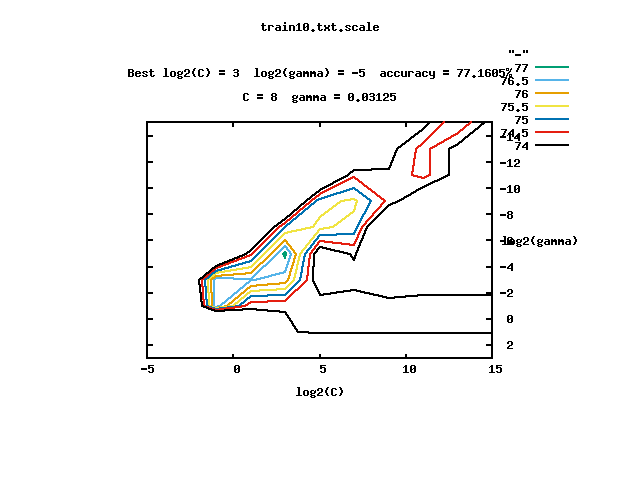 train10.txt.scale
"-"
Best log2(C) = 3  log2(gamma) = -5  accuracy = 77.1605%
77
76.5
76
C = 8  gamma = 0.03125
75.5
75
74.5
74
-14
-12
-10
-8
-6
log2(gamma)
-4
-2
0
2
-5 0 5 10 15
log2(C)